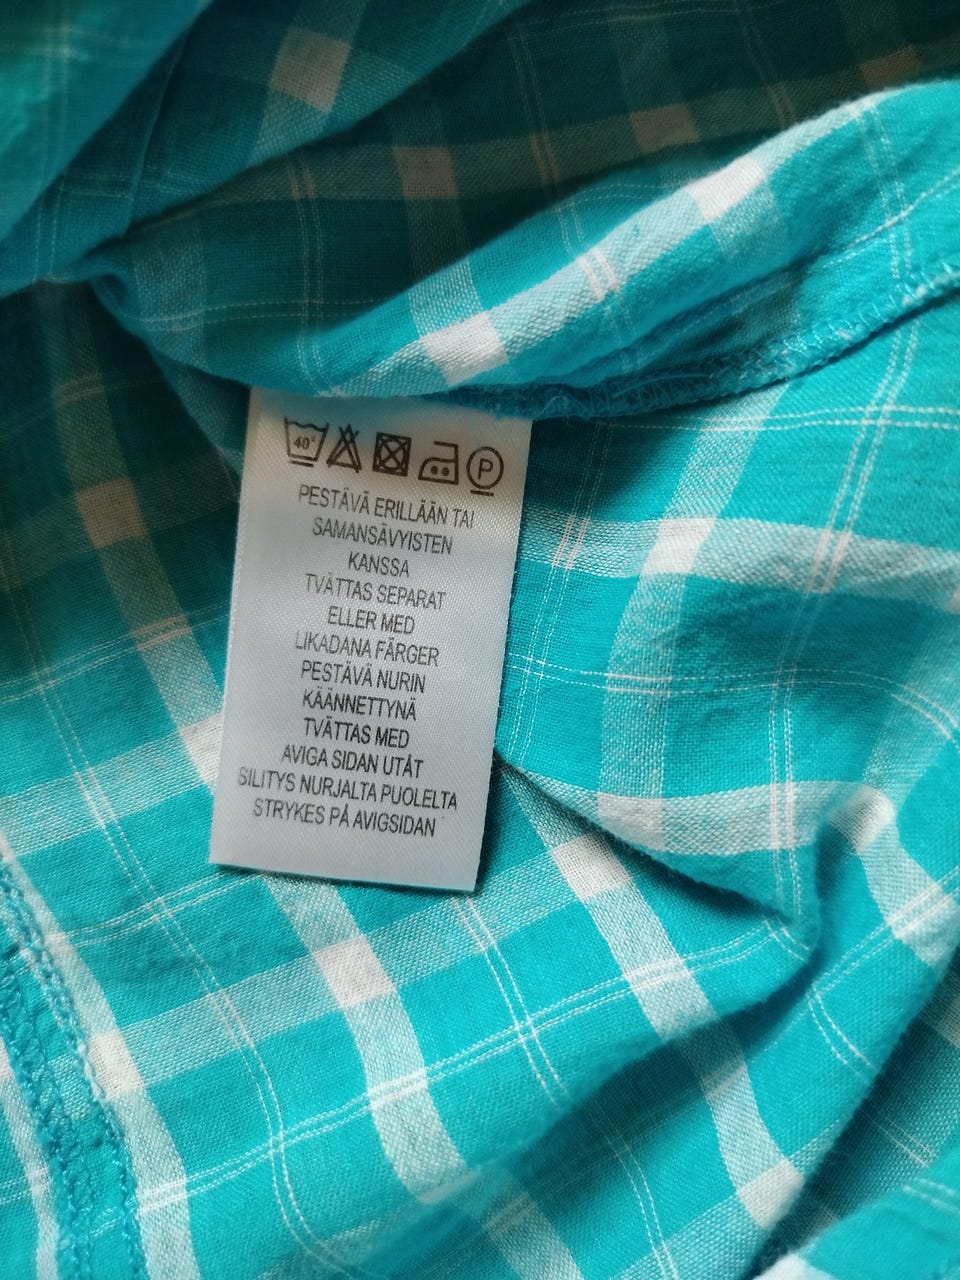 40° P
PESTÄVÄ ERILLÄÄN TAI
SAMANSÄVYISTEN
KANSSA
TVÄTTAS SEPARAT
ELLER MED
LIKADANA FÄRGER
PESTÄVÄ NURIN
KÄÄNNETTYNÄ
TVÄTTAS MED
AVIGA SIDAN UTÅT
SILITYS NURJALTA PUOLELTA
STRYKES PÅ AVIGSIDAN